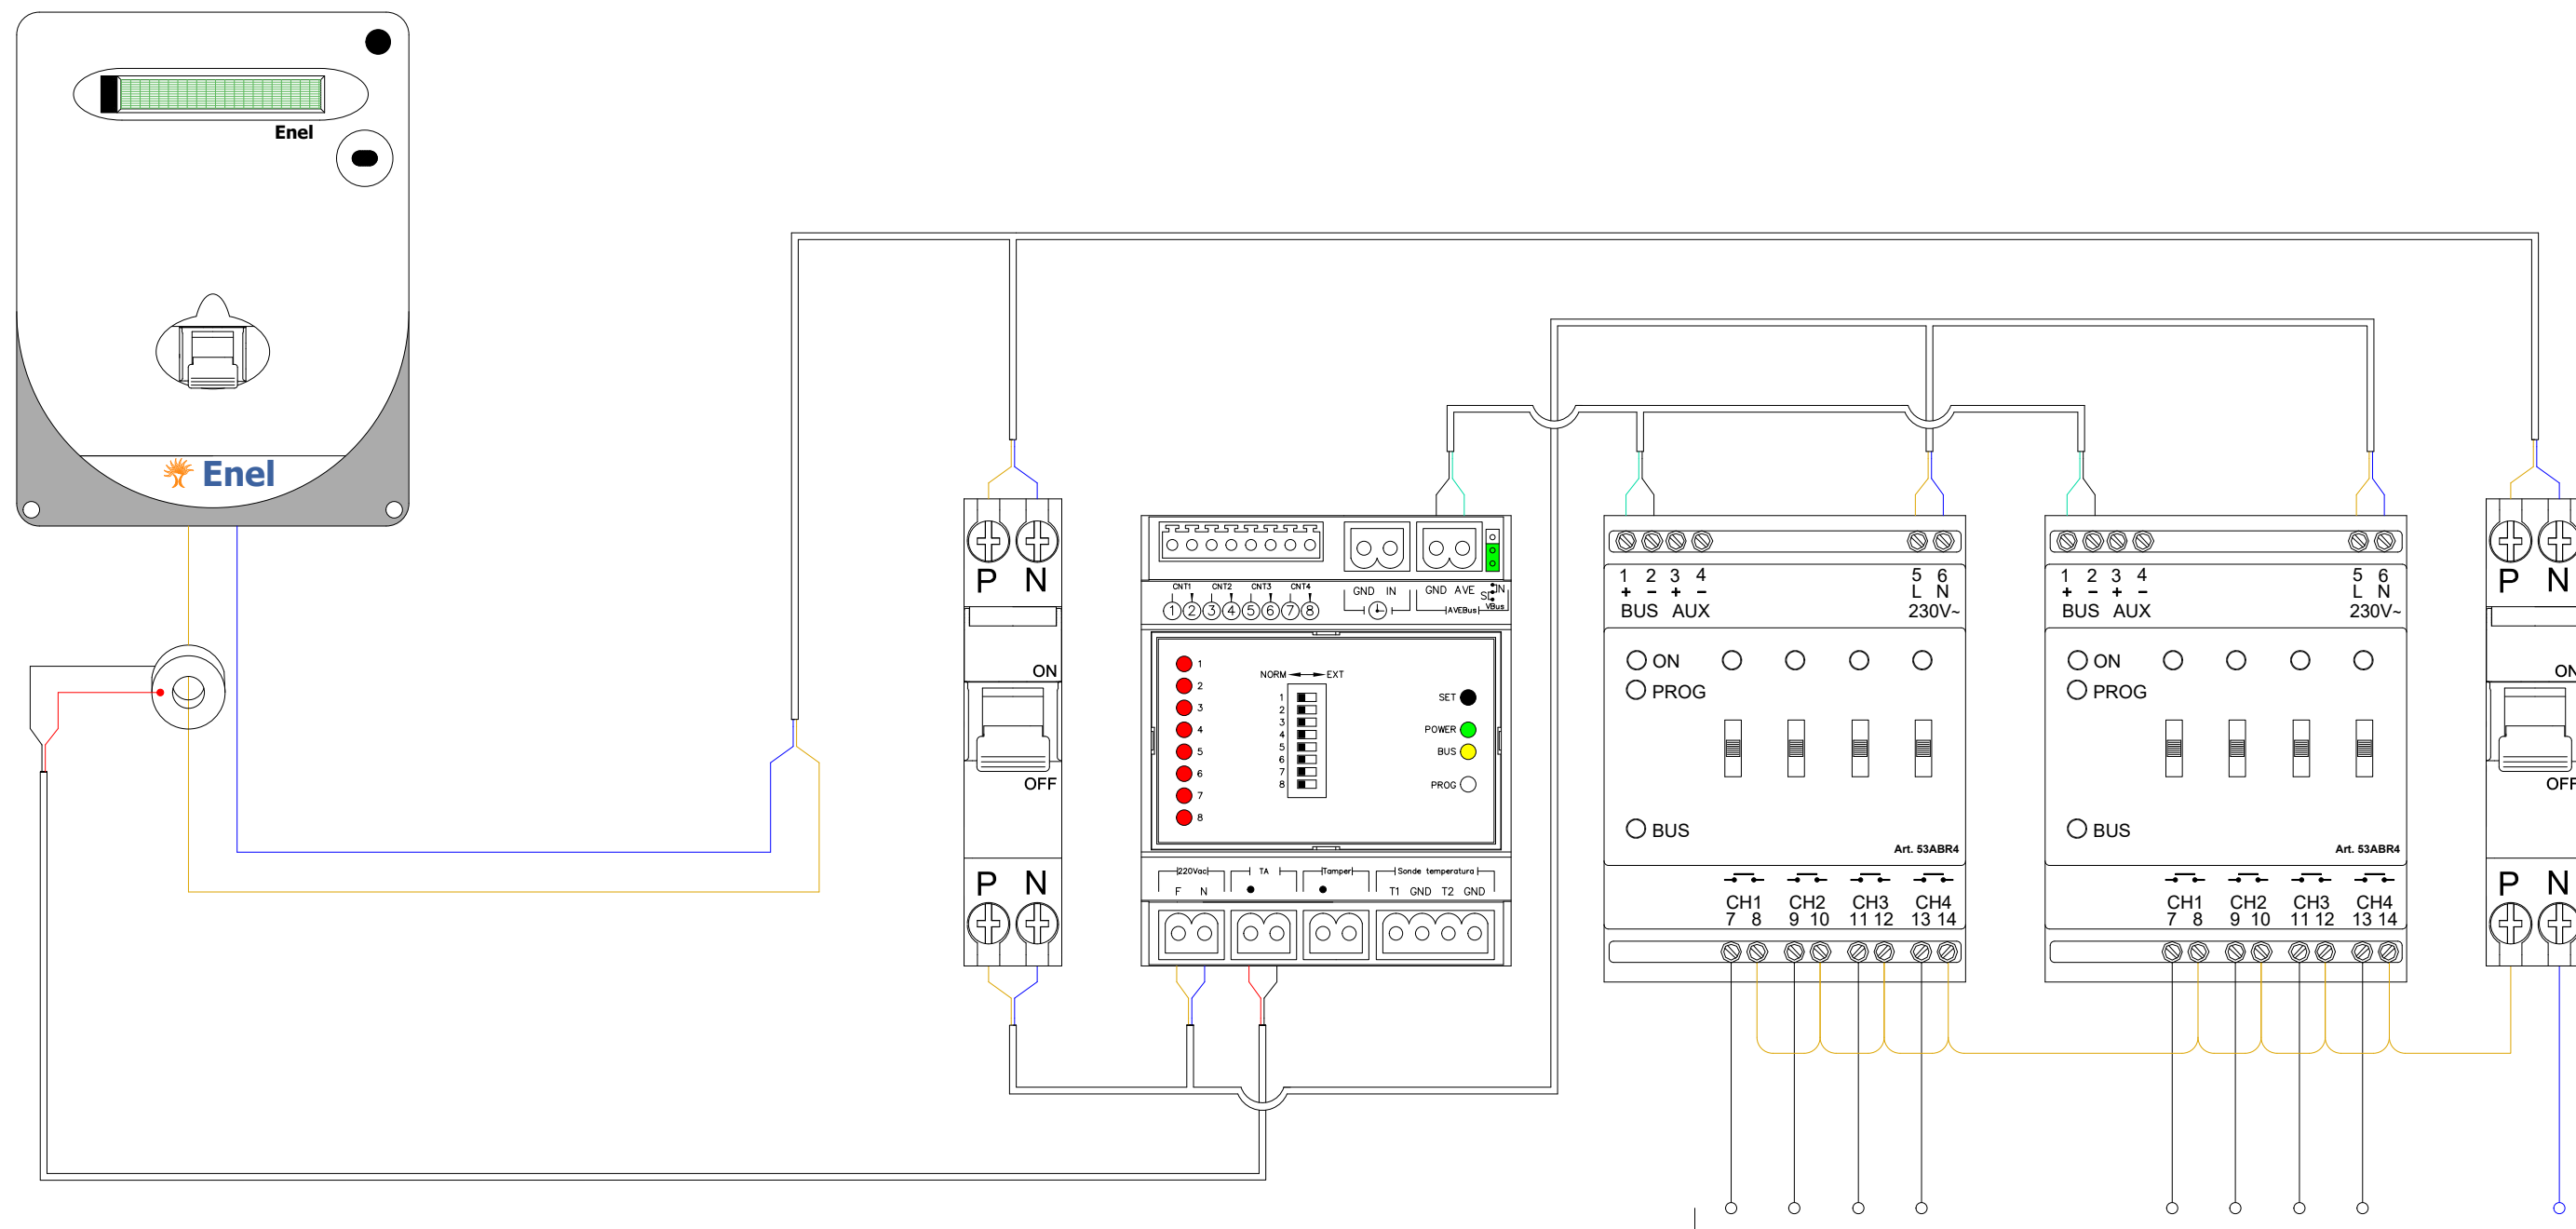 Enel
Enel
P N
ON
OFF
P N
CNT1 CNT2 CNT3 CNT4
1 2 3 4 5 6 7 8
GND IN
GND AVE
AVEBus
VBus
1
2
3
4
5
6
7
8
NORM EXT
1
2
3
4
5
6
7
8
SET
POWER
BUS
PROG
220Vac TA Tamper Sonde temperatura
F N T1 GND T2 GND
1 2 3 4 5 6
+ − + − L N
BUS AUX 230V~
ON
PROG
BUS
Art. 53ABR4
CH1 CH2 CH3 CH4
7 8 9 10 11 12 13 14
1 2 3 4 5 6
+ − + − L N
BUS AUX 230V~
ON
PROG
BUS
Art. 53ABR4
CH1 CH2 CH3 CH4
7 8 9 10 11 12 13 14
P N
ON
OFF
P N